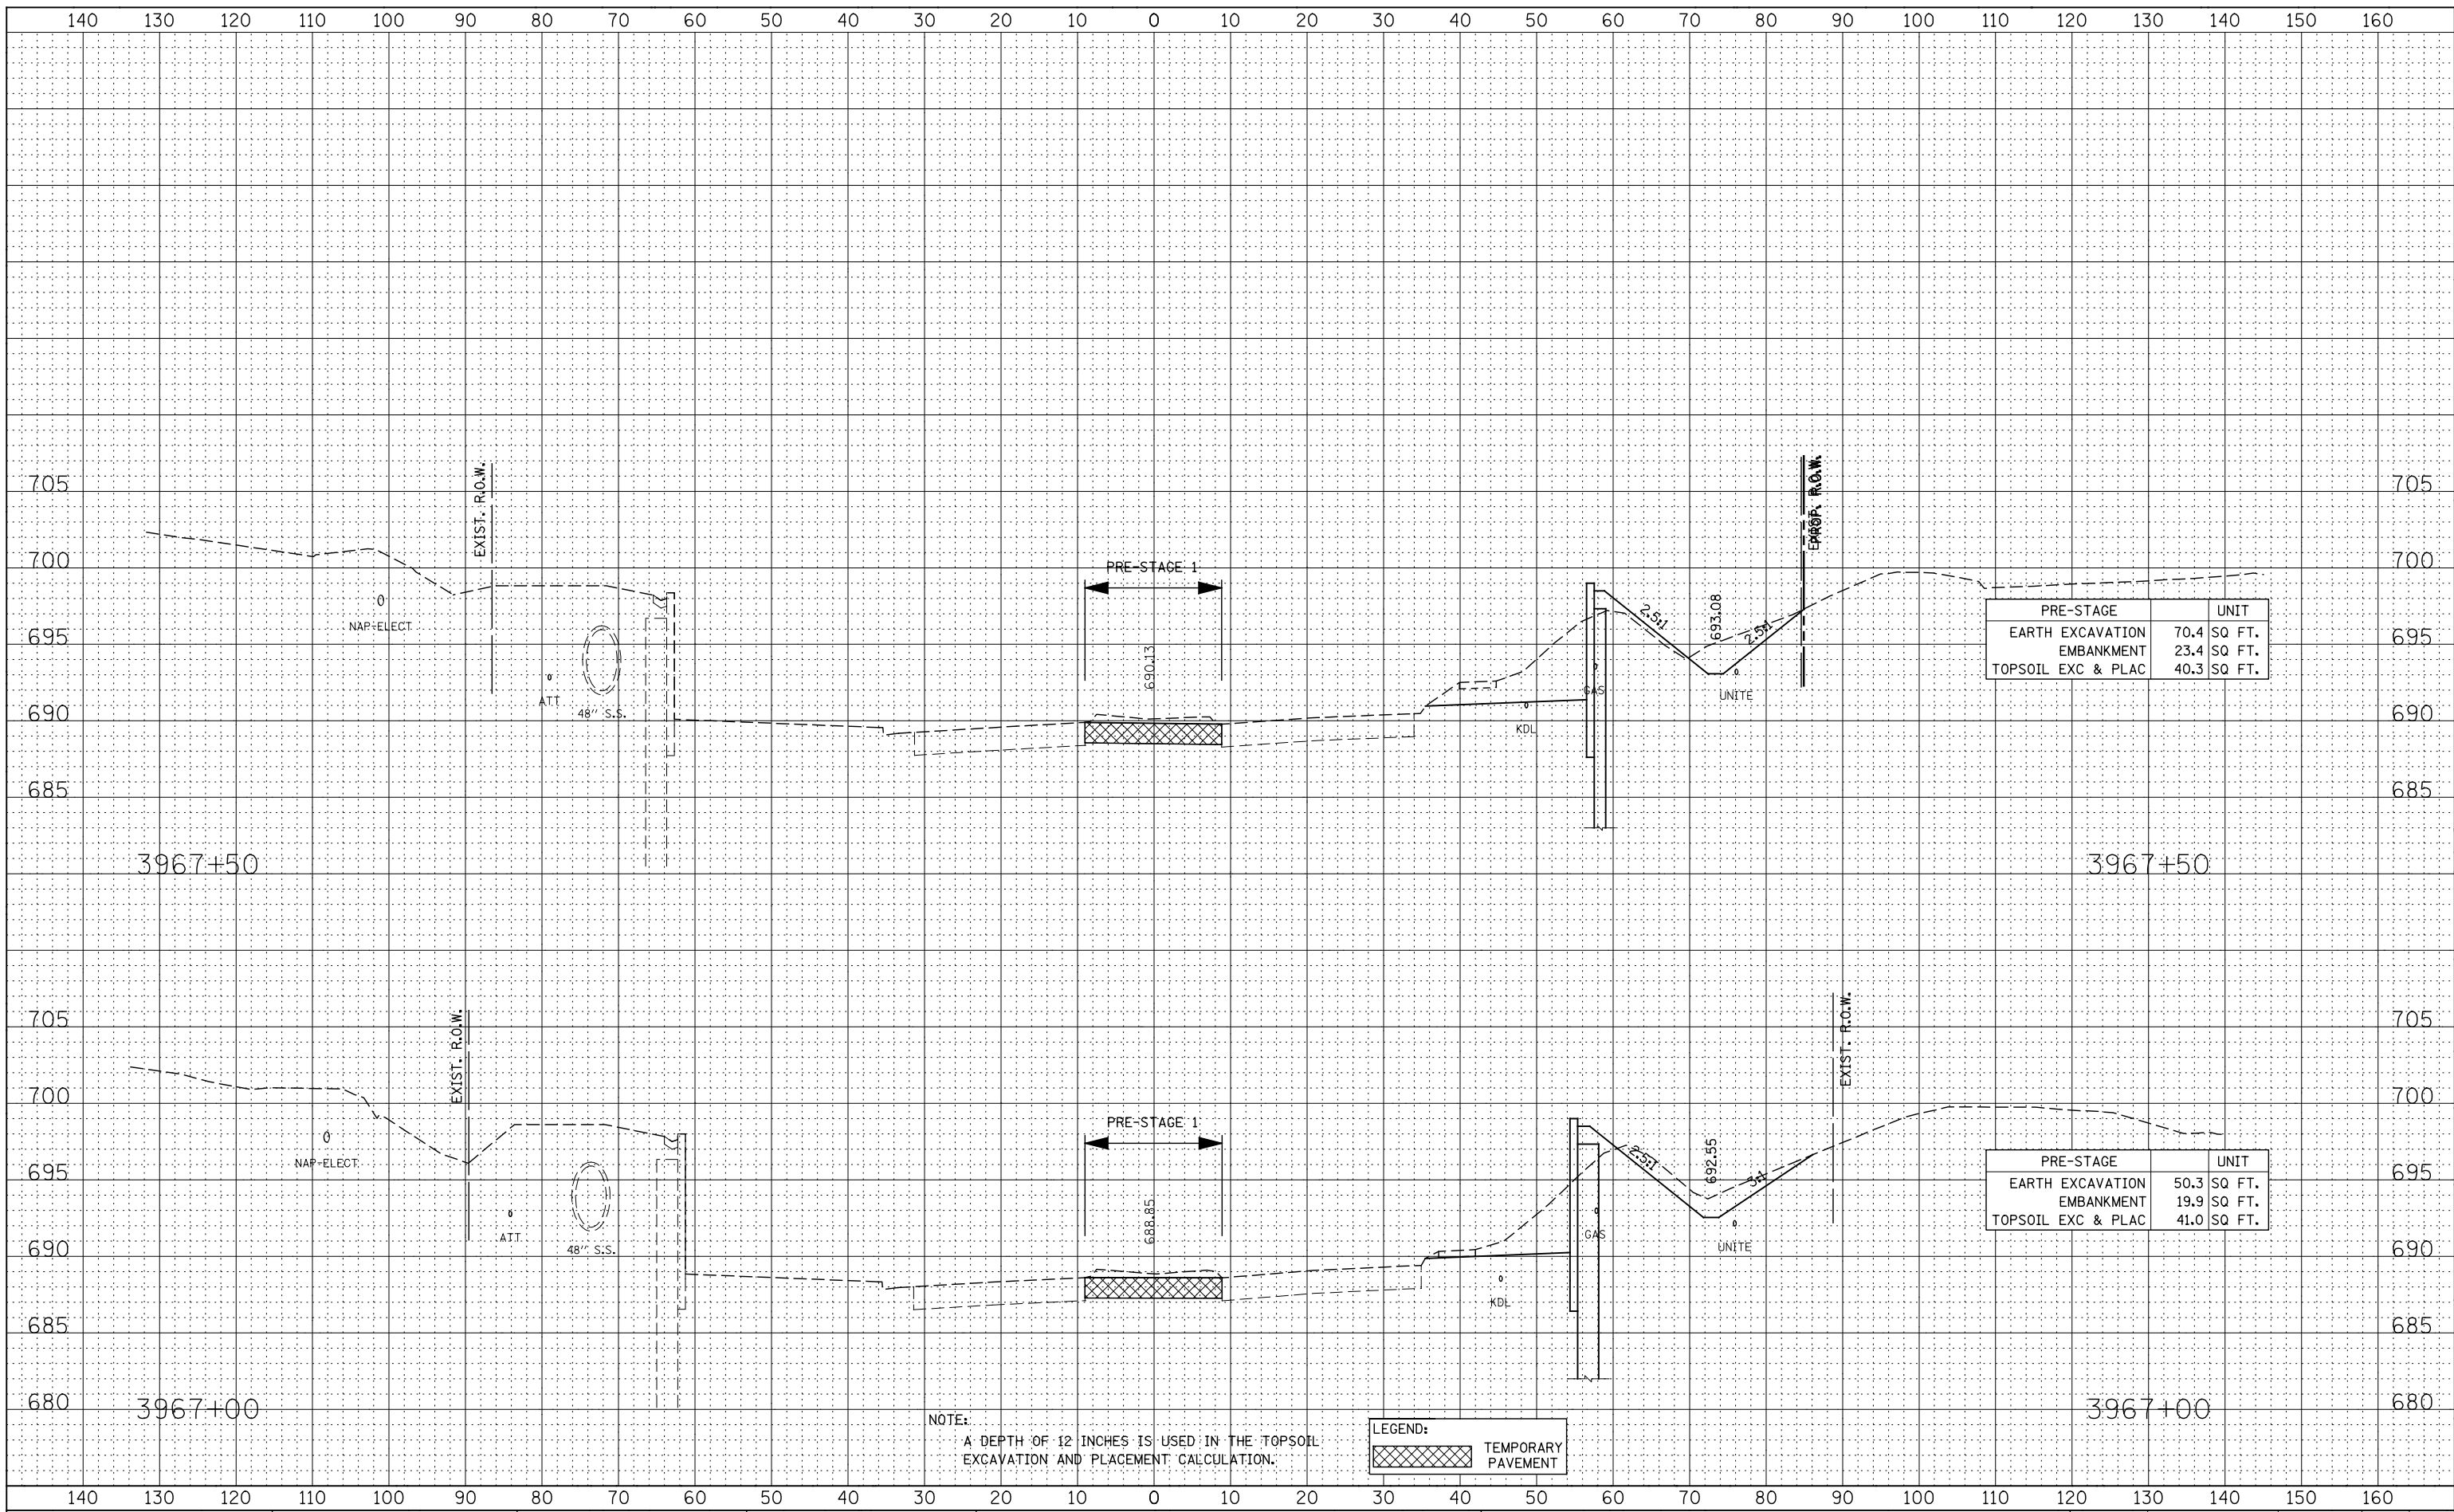 140 130 120 110 100 90 80 70 60 50 40 30 20 10 0 10 20 30 40 50 60 70 80 90 100 110 120 130 140 150 160
705 705
EXIST. R.O.W.
EXIST. R.O.W.
PROP. R.O.W.
700 700
PRE-STAGE 1
NAP-ELECT
2.5:1
693.08
2.5:1
PRE-STAGE UNIT
EARTH EXCAVATION 70.4 SQ FT.
EMBANKMENT 23.4 SQ FT.
TOPSOIL EXC & PLAC 40.3 SQ FT.
695 695
690.13
ATT
48" S.S.
GAS
UNITE
690 690
KDL
685 685
3967+50 3967+50
705 705
EXIST. R.O.W.
EXIST. R.O.W.
700 700
PRE-STAGE 1
NAP-ELECT
2.5:1
692.55
3:1
PRE-STAGE UNIT
EARTH EXCAVATION 50.3 SQ FT.
EMBANKMENT 19.9 SQ FT.
TOPSOIL EXC & PLAC 41.0 SQ FT.
695 695
688.85
ATT
48" S.S.
GAS
UNITE
690 690
KDL
685 685
680 680
3967+00 3967+00
NOTE:
A DEPTH OF 12 INCHES IS USED IN THE TOPSOIL
EXCAVATION AND PLACEMENT CALCULATION.
LEGEND:
TEMPORARY
PAVEMENT
140 130 120 110 100 90 80 70 60 50 40 30 20 10 0 10 20 30 40 50 60 70 80 90 100 110 120 130 140 150 160